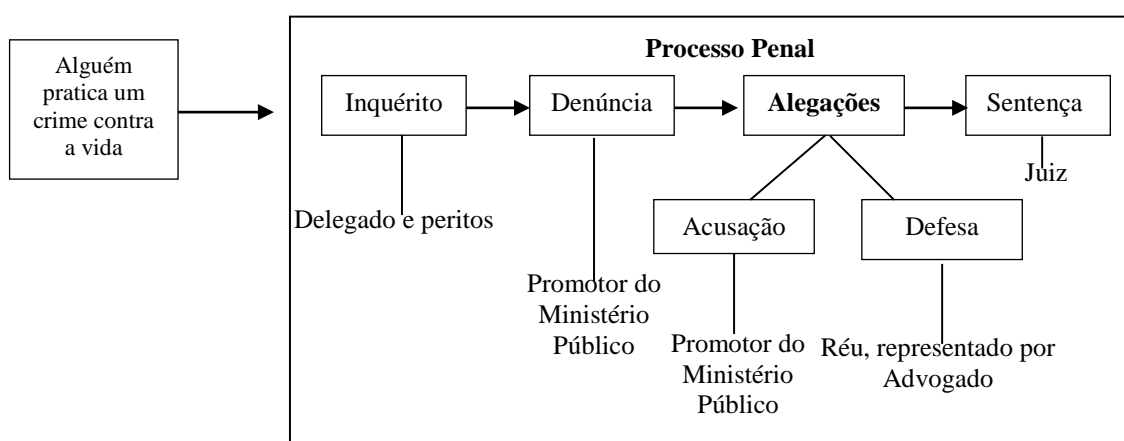 Alguém
pratica um
crime contra
a vida
Processo Penal
Inquérito
Denúncia
Alegações
Sentença
Juiz
Delegado e peritos
Acusação
Defesa
Promotor do
Ministério
Público
Promotor do
Ministério
Público
Réu, representado por
Advogado